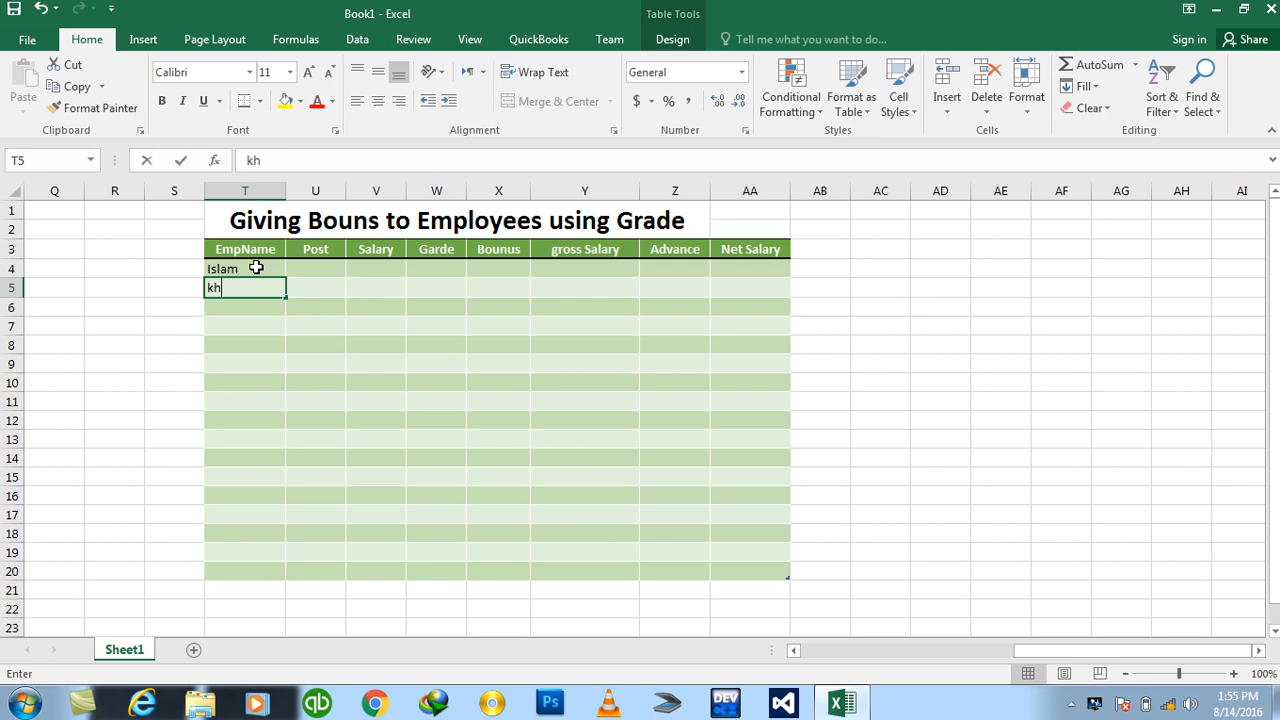 Book1 - Excel
Table Tools
File Home Insert Page Layout Formulas Data Review View QuickBooks Team Design Tell me what you want to do... Sign in Share
Paste
Cut
Copy
Format Painter
Clipboard
Calibri 11
B I U A
Font
Wrap Text
Merge & Center
Alignment
General
$ % ,
Number
Conditional Formatting
Format as Table
Cell Styles
Styles
Insert Delete Format
Cells
AutoSum
Fill
Clear
Sort & Filter
Find & Select
Editing
T5 fx kh
Q R S T U V W X Y Z AA AB AC AD AE AF AG AH AI
1
Giving Bouns to Employees using Grade
2
3 EmpName Post Salary Garde Bounus gross Salary Advance Net Salary
4 Islam
5 kh
6
7
8
9
10
11
12
13
14
15
16
17
18
19
20
21
22
23
Sheet1
Enter 100%
qb Ps DEV
1:55 PM
8/14/2016